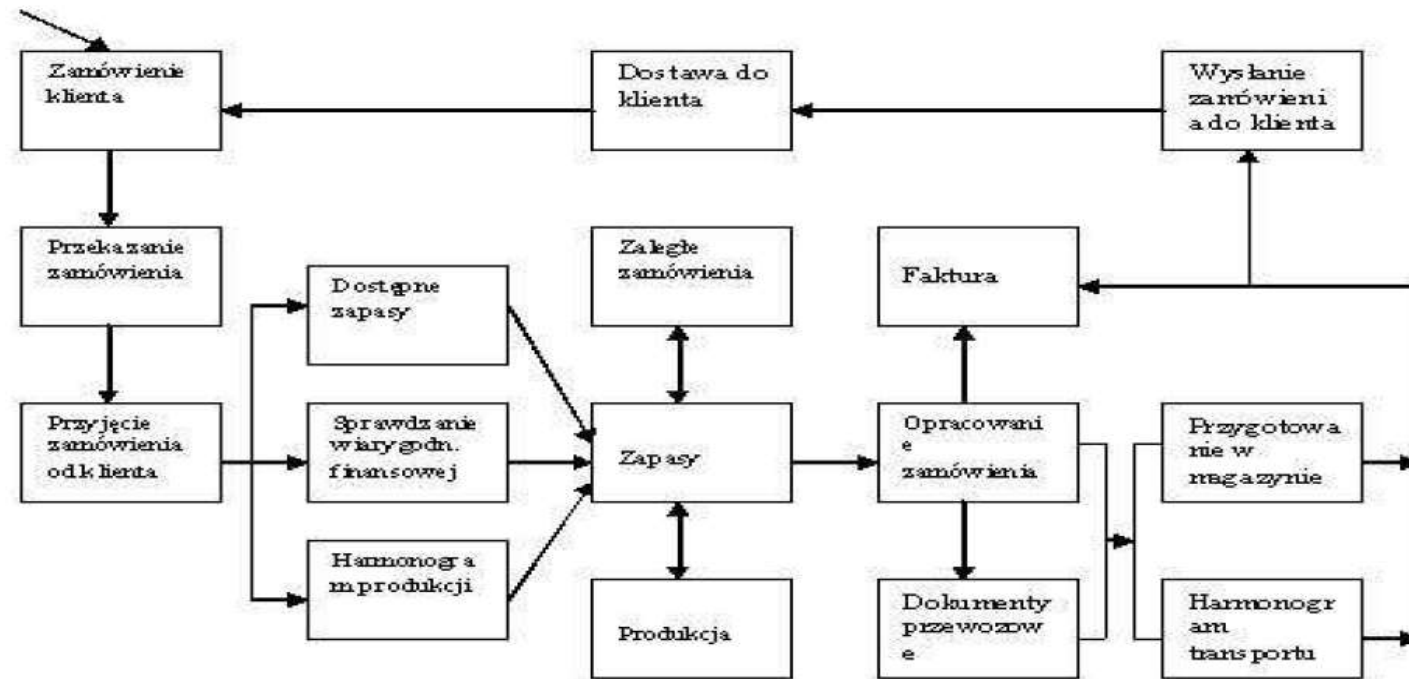 Zamówienie
klienta
Dostawa do
klienta
Wysłanie
zamówieni
a do klienta
Przekazanie
zamówienia
Zaległe
zamówienia
Faktura
Dostępne
zapasy
Przyjęcie
zamówienia
od klienta
Sprawdzanie
wiarygodn.
finansowej
Zapasy
Opracowani
e
zamówienia
Przygotowa
nie w
magazynie
Harmonogra
m produkcji
Produkcja
Dokumenty
przewozow
e
Harmonogr
am
transportu